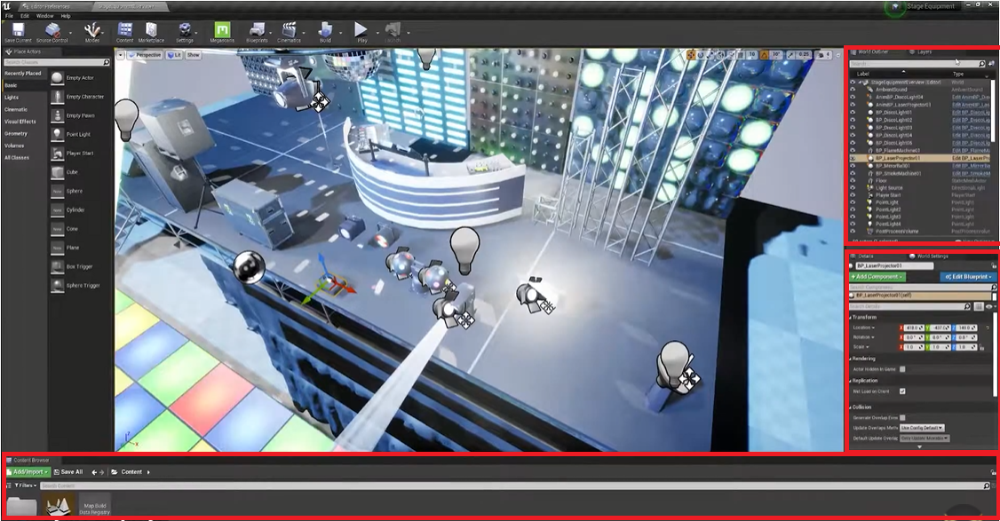 Editor Preferences
StageEquipmentOverview
Stage Equipment
File Edit Window Help
Save Current Source Control Modes Content Marketplace Settings Megascans Blueprints Cinematics Build Play Launch
Place Actors
Search Classes
Recently Placed
Basic
Lights
Cinematic
Visual Effects
Geometry
Volumes
All Classes
Empty Actor
Empty Character
Empty Pawn
Point Light
Player Start
Cube
Sphere
Cylinder
Cone
Plane
Box Trigger
Sphere Trigger
Perspective Lit Show
10 10° 0.25 4
World Outliner Layers
Search
Label Type
StageEquipmentOverview (Editor) World
AmbientSound AmbientSound
AnimBP_DiscoLight04 Edit AnimBP_Dis
AnimBP_LaserProjector01 Edit AnimBP_Las
BP_DiscoLight01 Edit BP_DiscoLig
BP_DiscoLight02 Edit BP_DiscoLig
BP_DiscoLight03 Edit BP_DiscoLig
BP_DiscoLight04 Edit BP_DiscoLig
BP_DiscoLight05 Edit BP_DiscoLig
BP_FlameMachine01 Edit BP_FlameMa
BP_LaserProjector01 Edit BP_LaserPr
BP_MirrorBall01 Edit BP_MirrorBa
BP_SmokeMachine01 Edit BP_SmokeM
Floor StaticMeshActor
Light Source DirectionalLight
Player Start PlayerStart
PointLight PointLight
PointLight2 PointLight
PointLight3 PointLight
PointLight4 PointLight
PostProcessVolume PostProcessVolum
Details World Settings
BP_LaserProjector01
+Add Component Edit Blueprint
Search Components
BP_LaserProjector01(self)
Search Details
Transform
Location X 418.0 Y -437.0 Z 140.0
Rotation X 0.0° Y 0.0° Z 0.0°
Scale X 1.0 Y 1.0 Z 1.0
Rendering
Actor Hidden In Game
Replication
Net Load on Client
Collision
Generate Overlap Even
Update Overlaps Meth Use Config Default
Default Update Overlap Only Update Movable
Content Browser
Add/Import Save All Content
Filters Search Content
Map Build
Data Registry